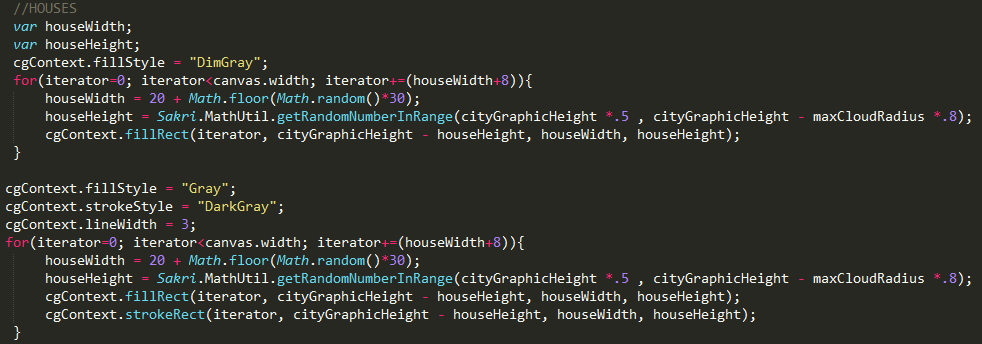 //HOUSES
var houseWidth;
var houseHeight;
cgContext.fillStyle = "DimGray";
for(iterator=0; iterator<canvas.width; iterator+=(houseWidth+8)){
    houseWidth = 20 + Math.floor(Math.random()*30);
    houseHeight = Sakri.MathUtil.getRandomNumberInRange(cityGraphicHeight *.5 , cityGraphicHeight - maxCloudRadius *.8);
    cgContext.fillRect(iterator, cityGraphicHeight - houseHeight, houseWidth, houseHeight);
}

cgContext.fillStyle = "Gray";
cgContext.strokeStyle = "DarkGray";
cgContext.lineWidth = 3;
for(iterator=0; iterator<canvas.width; iterator+=(houseWidth+8)){
    houseWidth = 20 + Math.floor(Math.random()*30);
    houseHeight = Sakri.MathUtil.getRandomNumberInRange(cityGraphicHeight *.5 , cityGraphicHeight - maxCloudRadius *.8);
    cgContext.fillRect(iterator, cityGraphicHeight - houseHeight, houseWidth, houseHeight);
    cgContext.strokeRect(iterator, cityGraphicHeight - houseHeight, houseWidth, houseHeight);
}